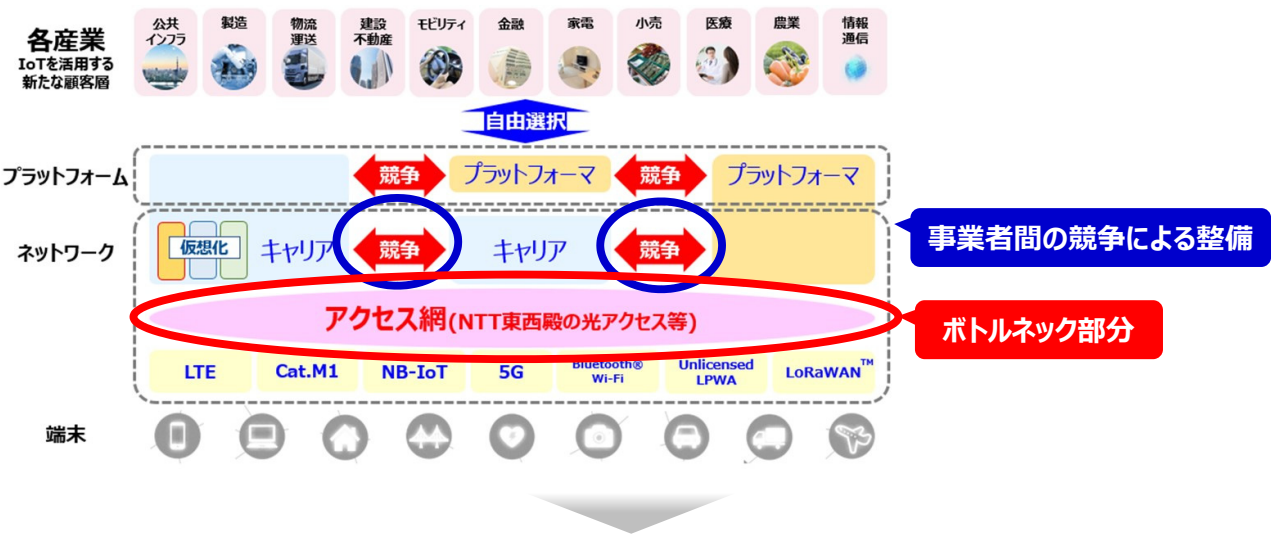 各産業
IoTを活用する
新たな顧客層
公共
インフラ
製造
物流
運送
建設
不動産
モビリティ
金融
家電
小売
医療
農業
情報
通信
自由選択
プラットフォーム
競争
プラットフォーマ
競争
プラットフォーマ
ネットワーク
仮想化
キャリア
競争
キャリア
競争
事業者間の競争による整備
アクセス網(NTT東西殿の光アクセス等)
ボトルネック部分
LTE
Cat.M1
NB-IoT
5G
Bluetooth®
Wi-Fi
Unlicensed
LPWA
LoRaWAN™
端末